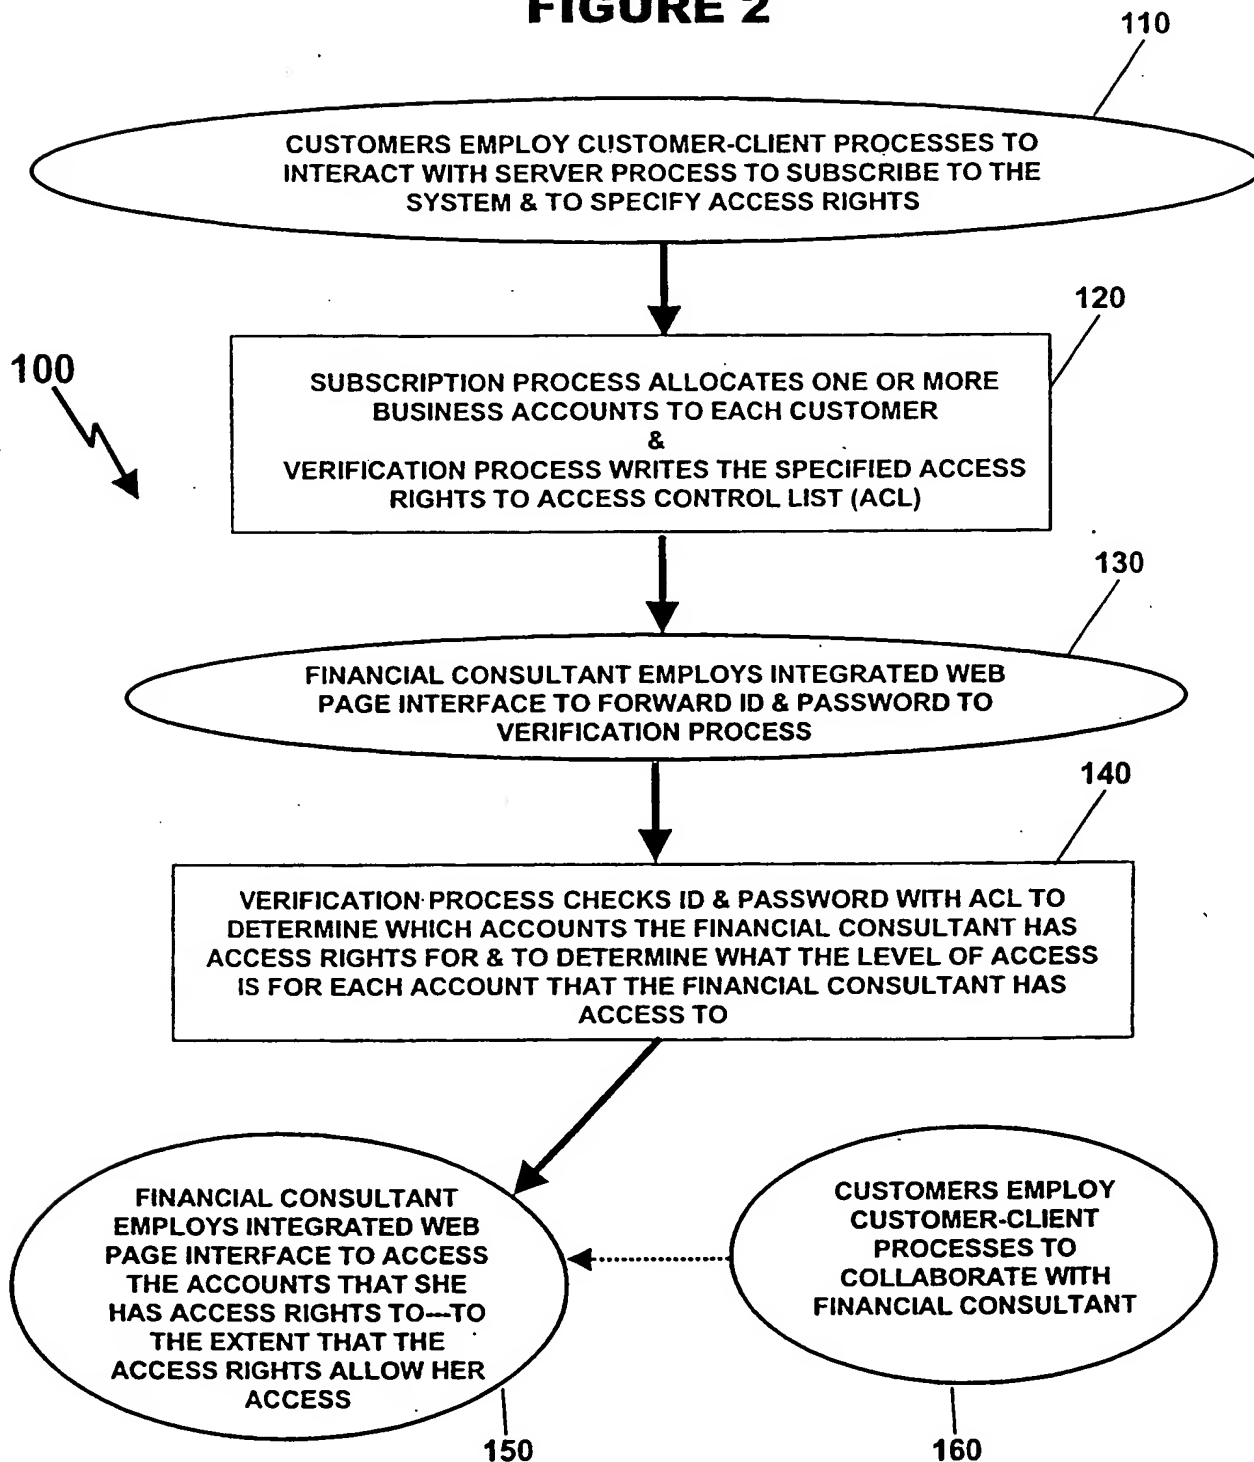 FIGURE 2
110
CUSTOMERS EMPLOY CUSTOMER-CLIENT PROCESSES TO
INTERACT WITH SERVER PROCESS TO SUBSCRIBE TO THE
SYSTEM & TO SPECIFY ACCESS RIGHTS
120
100
SUBSCRIPTION PROCESS ALLOCATES ONE OR MORE
BUSINESS ACCOUNTS TO EACH CUSTOMER
&
VERIFICATION PROCESS WRITES THE SPECIFIED ACCESS
RIGHTS TO ACCESS CONTROL LIST (ACL)
130
FINANCIAL CONSULTANT EMPLOYS INTEGRATED WEB
PAGE INTERFACE TO FORWARD ID & PASSWORD TO
VERIFICATION PROCESS
140
VERIFICATION PROCESS CHECKS ID & PASSWORD WITH ACL TO
DETERMINE WHICH ACCOUNTS THE FINANCIAL CONSULTANT HAS
ACCESS RIGHTS FOR & TO DETERMINE WHAT THE LEVEL OF ACCESS
IS FOR EACH ACCOUNT THAT THE FINANCIAL CONSULTANT HAS
ACCESS TO
FINANCIAL CONSULTANT
EMPLOYS INTEGRATED WEB
PAGE INTERFACE TO ACCESS
THE ACCOUNTS THAT SHE
HAS ACCESS RIGHTS TO---TO
THE EXTENT THAT THE
ACCESS RIGHTS ALLOW HER
ACCESS
150
CUSTOMERS EMPLOY
CUSTOMER-CLIENT
PROCESSES TO
COLLABORATE WITH
FINANCIAL CONSULTANT
160